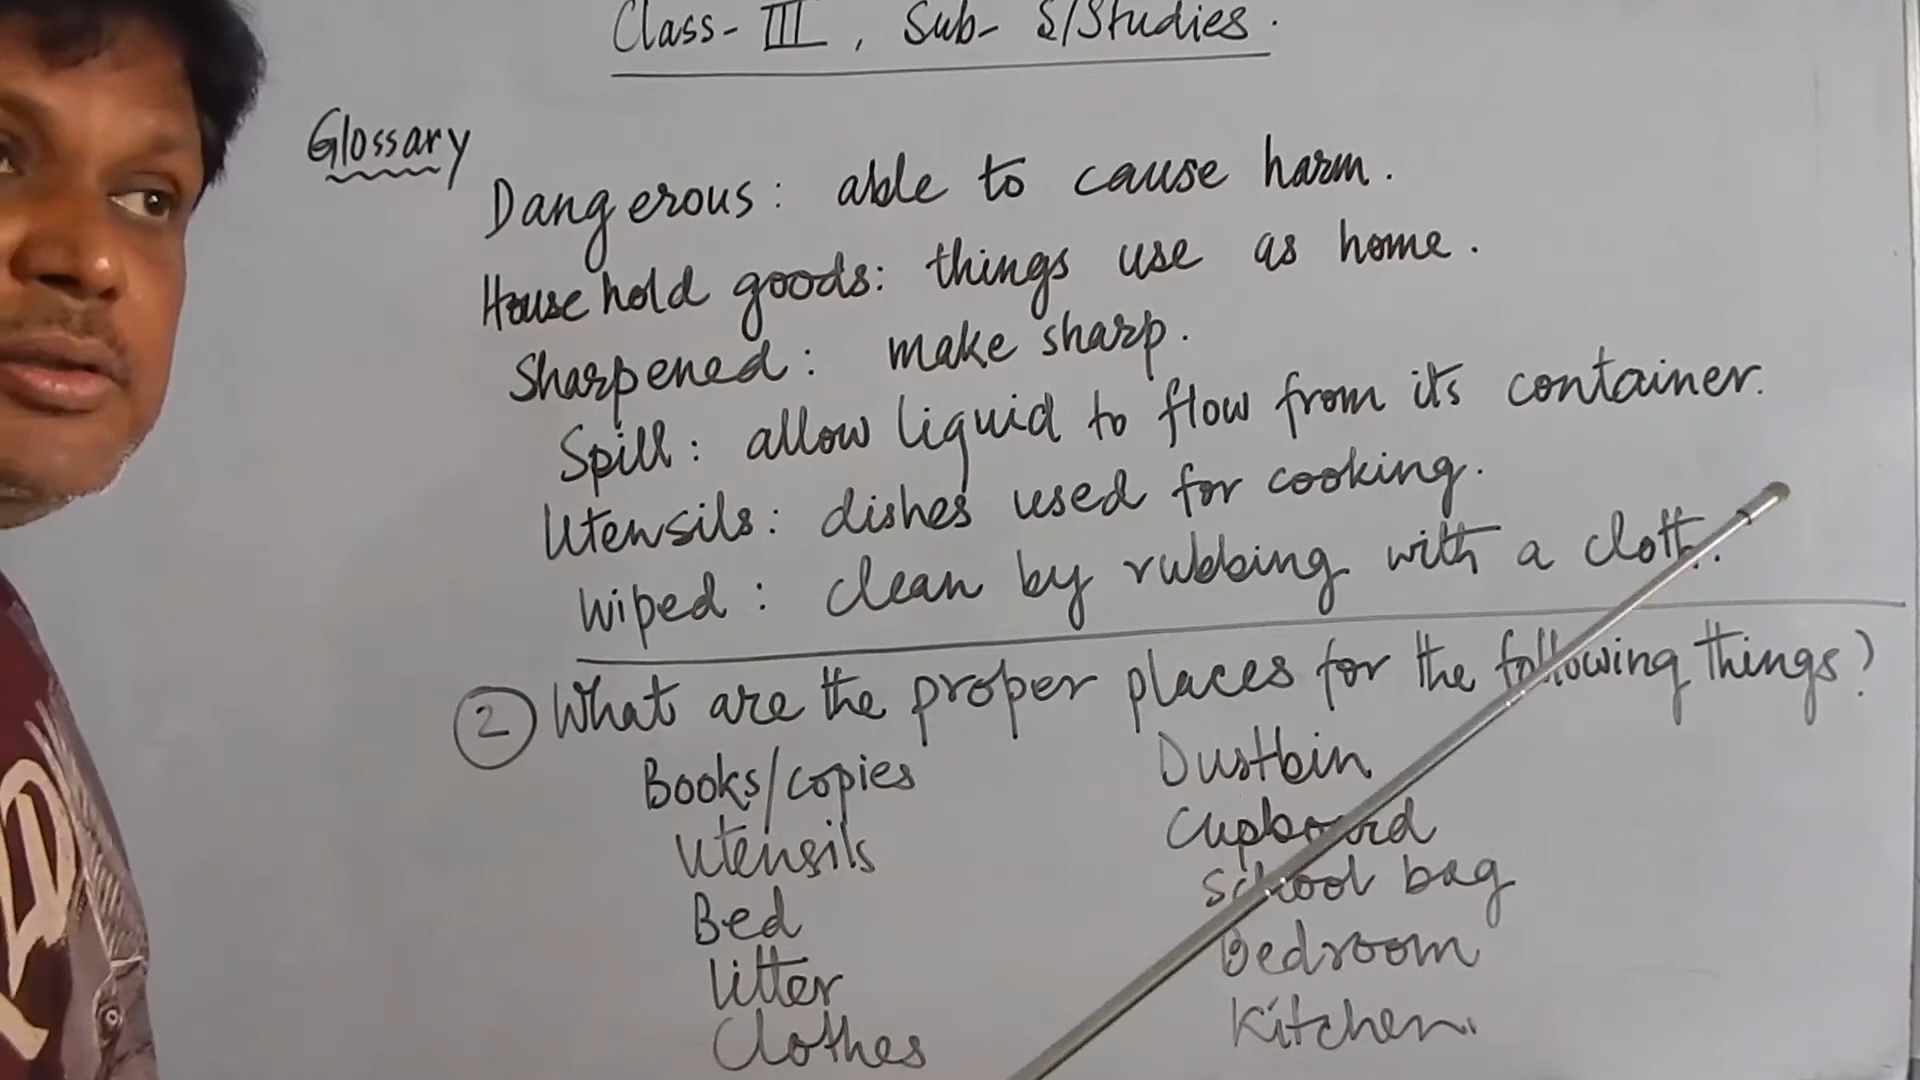 Class- III, Sub- S/Studies.
Glossary
Dangerous: able to cause harm.
Household goods: things use as home.
Sharpened: make sharp.
Spill: allow liquid to flow from its container.
Utensils: dishes used for cooking.
Wiped: clean by rubbing with a cloth.
2 What are the proper places for the following things?
Books/copies Dustbin
Utensils Cupboard
Bed School bag
Litter Bedroom
Clothes Kitchen.